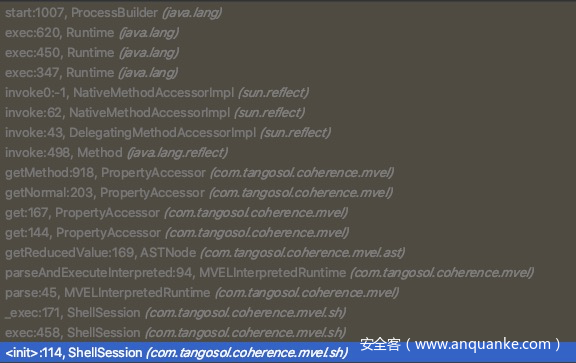 start:1007, ProcessBuilder (java.lang)
exec:620, Runtime (java.lang)
exec:450, Runtime (java.lang)
exec:347, Runtime (java.lang)
invoke0:-1, NativeMethodAccessorImpl (sun.reflect)
invoke:62, NativeMethodAccessorImpl (sun.reflect)
invoke:43, DelegatingMethodAccessorImpl (sun.reflect)
invoke:498, Method (java.lang.reflect)
getMethod:918, PropertyAccessor (com.tangosol.coherence.mvel)
getNormal:203, PropertyAccessor (com.tangosol.coherence.mvel)
get:167, PropertyAccessor (com.tangosol.coherence.mvel)
get:144, PropertyAccessor (com.tangosol.coherence.mvel)
getReducedValue:169, ASTNode (com.tangosol.coherence.mvel.ast)
parseAndExecuteInterpreted:94, MVELInterpretedRuntime (com.tangosol.coherence.mvel)
parse:45, MVELInterpretedRuntime (com.tangosol.coherence.mvel)
_exec:171, ShellSession (com.tangosol.coherence.mvel.sh)
exec:458, ShellSession (com.tangosol.coherence.mvel.sh)
<init>:114, ShellSession (com.tangosol.coherence.mvel.sh)
安全客（www.anquanke.com）